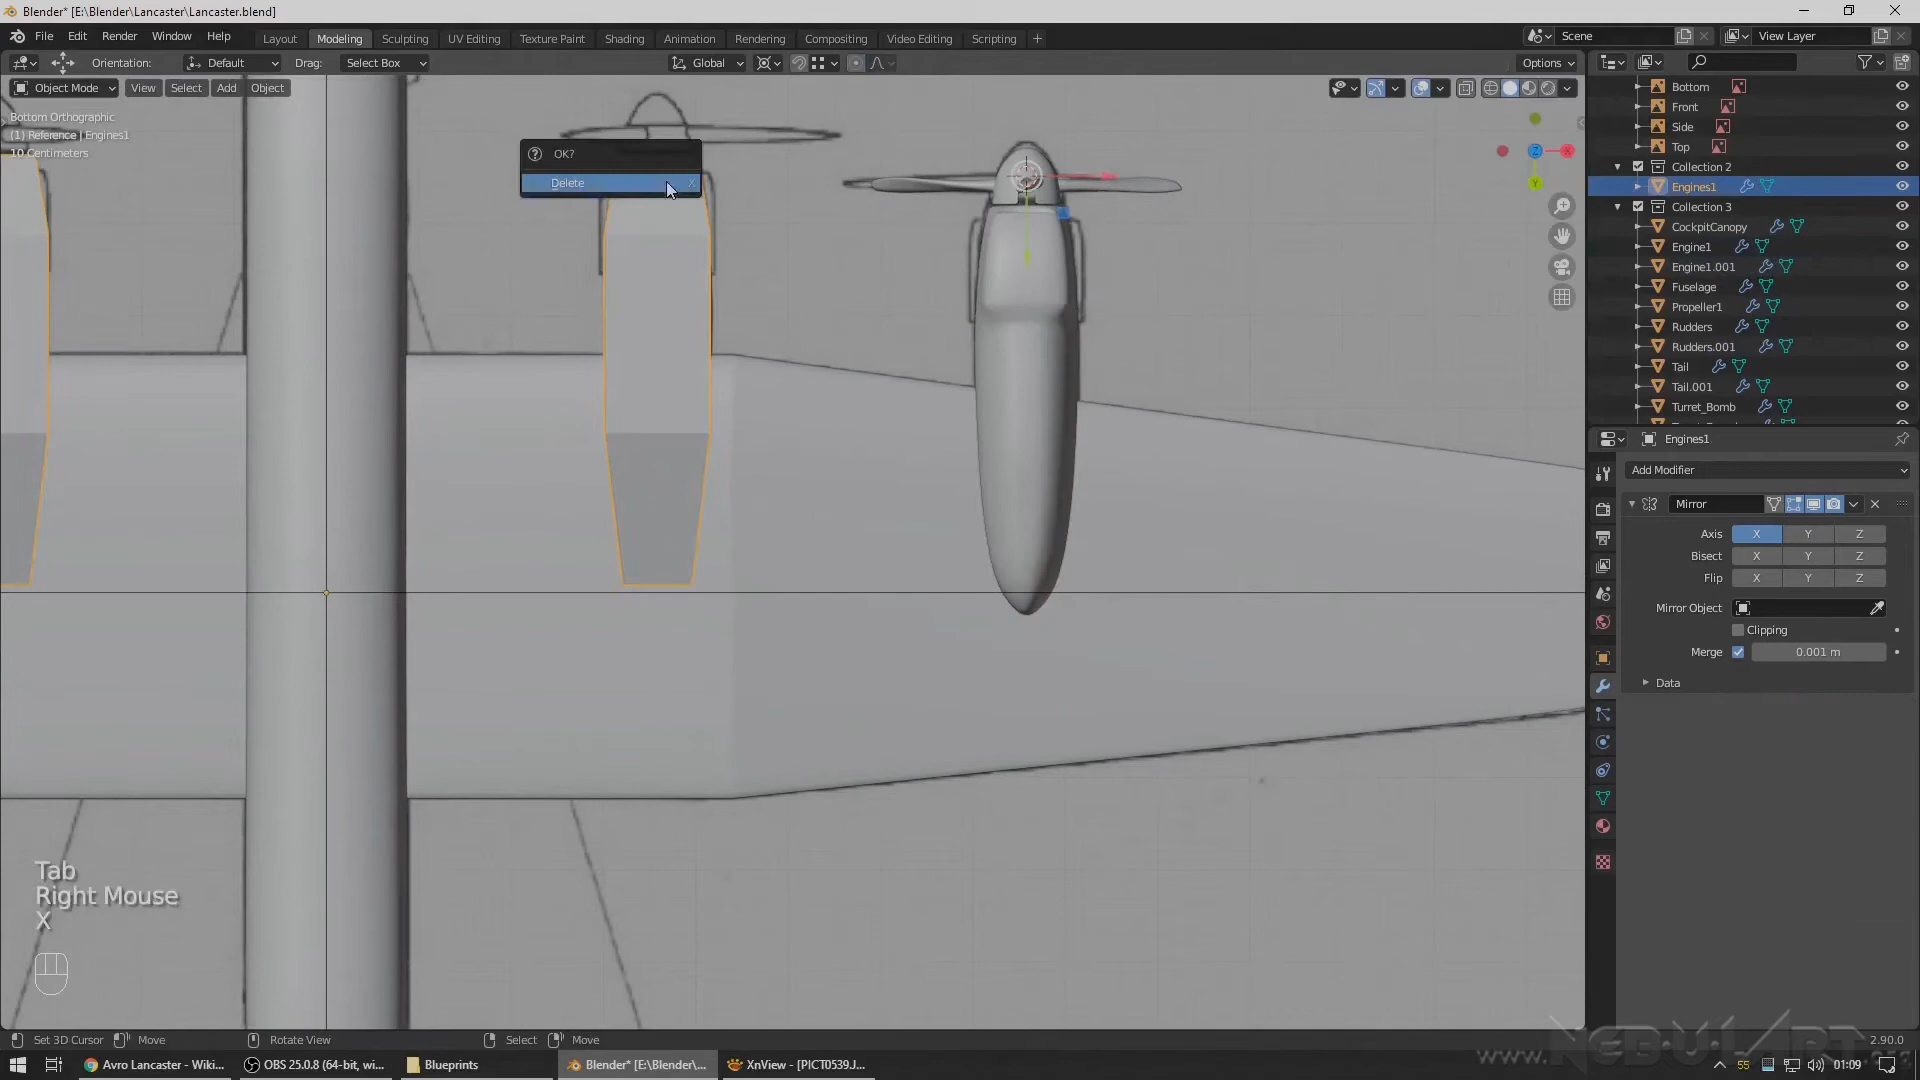 Blender* [E:\Blender\Lancaster\Lancaster.blend]
File Edit Render Window Help Layout Modeling Sculpting UV Editing Texture Paint Shading Animation Rendering Compositing Video Editing Scripting + Scene View Layer
Orientation: Default Drag: Select Box Global Options
Object Mode View Select Add Object
Bottom Orthographic
(1) Reference | Engines1
10 Centimeters
OK?
Delete X
Z
X
Y
Bottom
Front
Side
Top
Collection 2
Engines1
Collection 3
CockpitCanopy
Engine1
Engine1.001
Fuselage
Propeller1
Rudders
Rudders.001
Tail
Tail.001
Turret_Bomb
Engines1
Add Modifier
Mirror
Axis X Y Z
Bisect X Y Z
Flip X Y Z
Mirror Object
Clipping
Merge 0.001 m
Data
Tab
Right Mouse
X
Set 3D Cursor Move Rotate View Select Move 2.90.0
Avro Lancaster - Wiki... OBS 25.0.8 (64-bit, wi... Blueprints Blender* [E:\Blender\... XnView - [PICT0539.J... 55 01:09